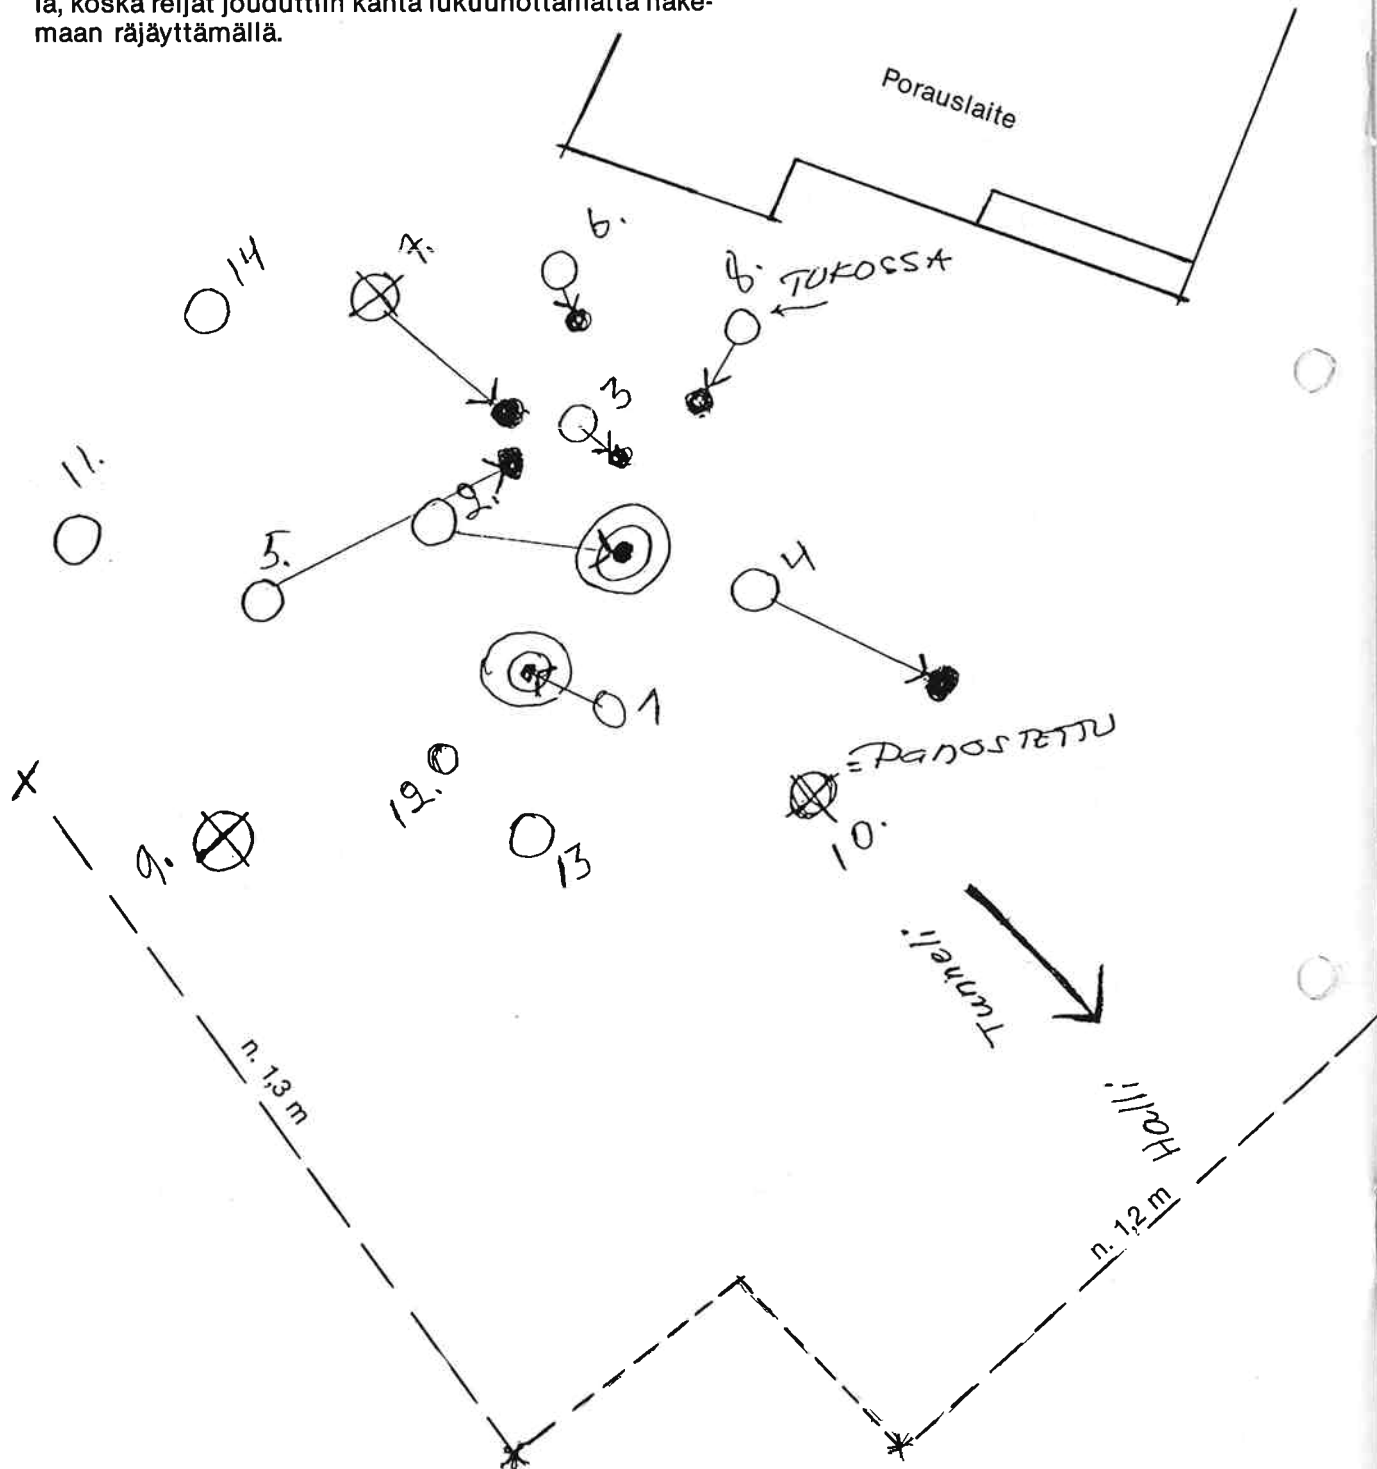 la, koska reijät jouduttiin kahta lukuunottamatta hake-
maan räjäyttämällä.
Porauslaite
6.
14
7.
8. TUKOSSA
3
11.
2.
5.
4
1
=PANOSTETTU
12.
9.
13
10.
Tunneli
n. 1,3 m
Halli
n. 1,2 m